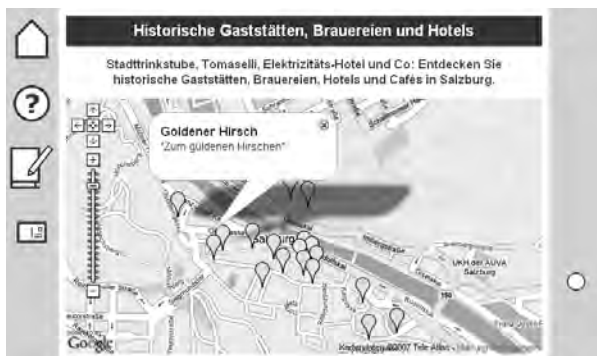 Historische Gaststätten, Brauereien und Hotels
Stadttrinkstube, Tomaselli, Elektrizitäts-Hotel und Co: Entdecken Sie
historische Gaststätten, Brauereien, Hotels und Cafés in Salzburg.
?
Goldener Hirsch
"Zum güldenen Hirschen"
Salzburg
UKH der AUVA
Salzburg
150
Google
©2007 Tele Atlas